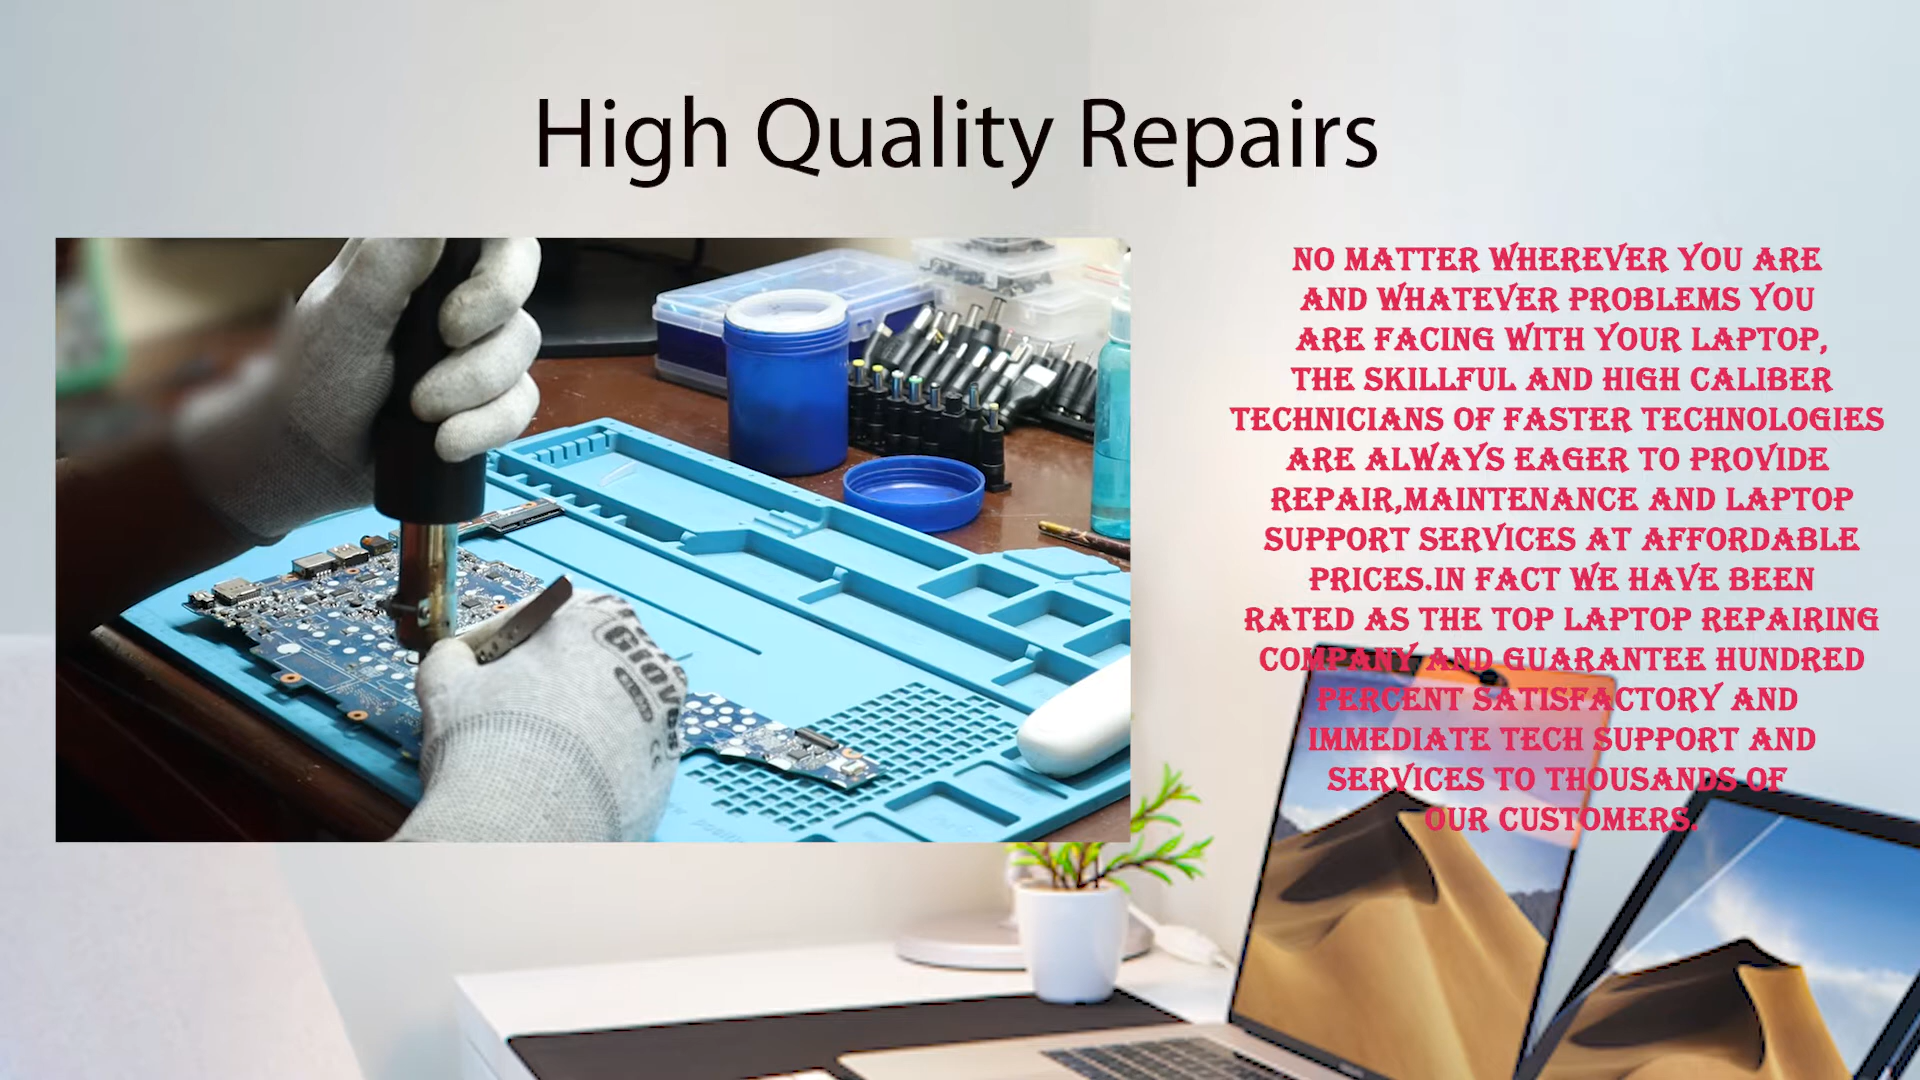 High Quality Repairs
NO MATTER WHEREVER YOU ARE
AND WHATEVER PROBLEMS YOU
ARE FACING WITH YOUR LAPTOP,
THE SKILLFUL AND HIGH CALIBER
TECHNICIANS OF FASTER TECHNOLOGIES
ARE ALWAYS EAGER TO PROVIDE
REPAIR,MAINTENANCE AND LAPTOP
SUPPORT SERVICES AT AFFORDABLE
PRICES.IN FACT WE HAVE BEEN
RATED AS THE TOP LAPTOP REPAIRING
COMPANY AND GUARANTEE HUNDRED
PERCENT SATISFACTORY AND
IMMEDIATE TECH SUPPORT AND
SERVICES TO THOUSANDS OF
OUR CUSTOMERS.
Gloves